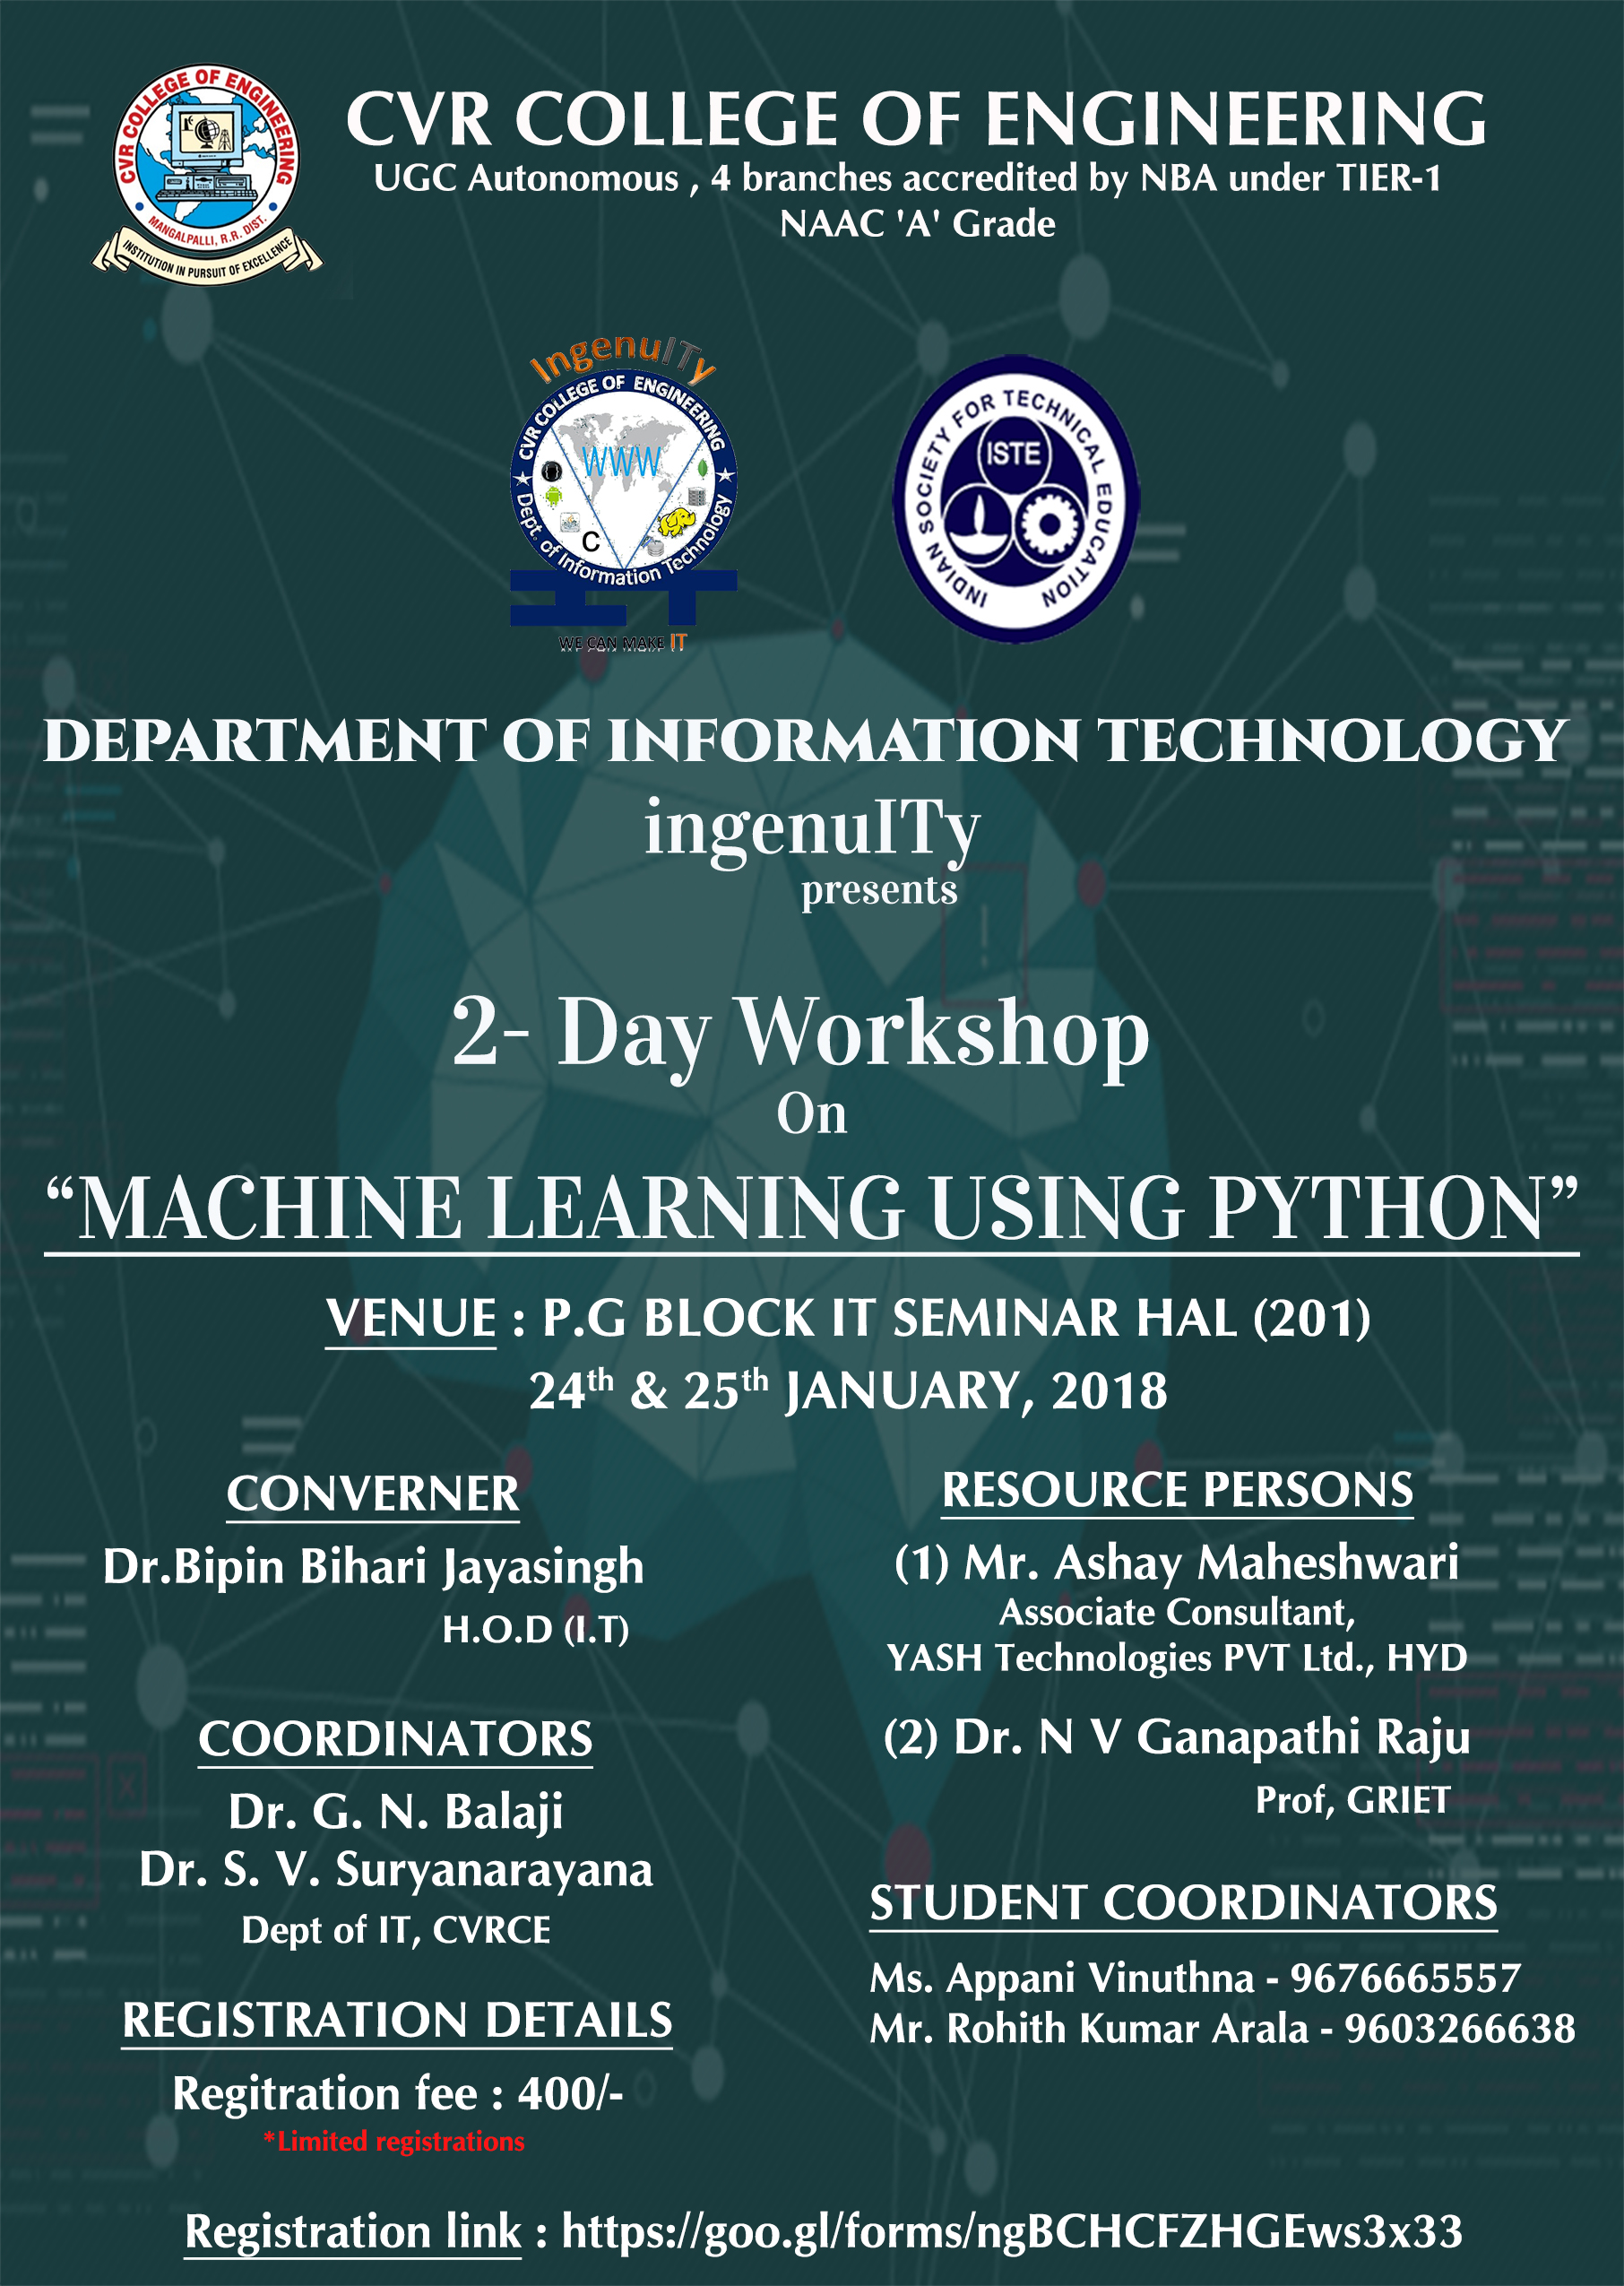 CVR COLLEGE OF ENGINEERING
MANGALPALLI, R.R. DIST.
INSTITUTION IN PURSUIT OF EXCELLENCE
CVR COLLEGE OF ENGINEERING
UGC Autonomous , 4 branches accredited by NBA under TIER-1
NAAC 'A' Grade
IngenuITy
CVR COLLEGE OF ENGINEERING
WWW
C
Dept. of Information Technology
WE CAN MAKE IT
INDIAN SOCIETY FOR TECHNICAL EDUCATION
ISTE
DEPARTMENT OF INFORMATION TECHNOLOGY
ingenuITy
presents
2- Day Workshop
On
“MACHINE LEARNING USING PYTHON”
VENUE : P.G BLOCK IT SEMINAR HAL (201)
24th & 25th JANUARY, 2018
CONVERNER
Dr.Bipin Bihari Jayasingh
H.O.D (I.T)
COORDINATORS
Dr. G. N. Balaji
Dr. S. V. Suryanarayana
Dept of IT, CVRCE
REGISTRATION DETAILS
Regitration fee : 400/-
*Limited registrations
RESOURCE PERSONS
(1) Mr. Ashay Maheshwari
Associate Consultant,
YASH Technologies PVT Ltd., HYD
(2) Dr. N V Ganapathi Raju
Prof, GRIET
STUDENT COORDINATORS
Ms. Appani Vinuthna - 9676665557
Mr. Rohith Kumar Arala - 9603266638
Registration link : https://goo.gl/forms/ngBCHCFZHGEws3x33